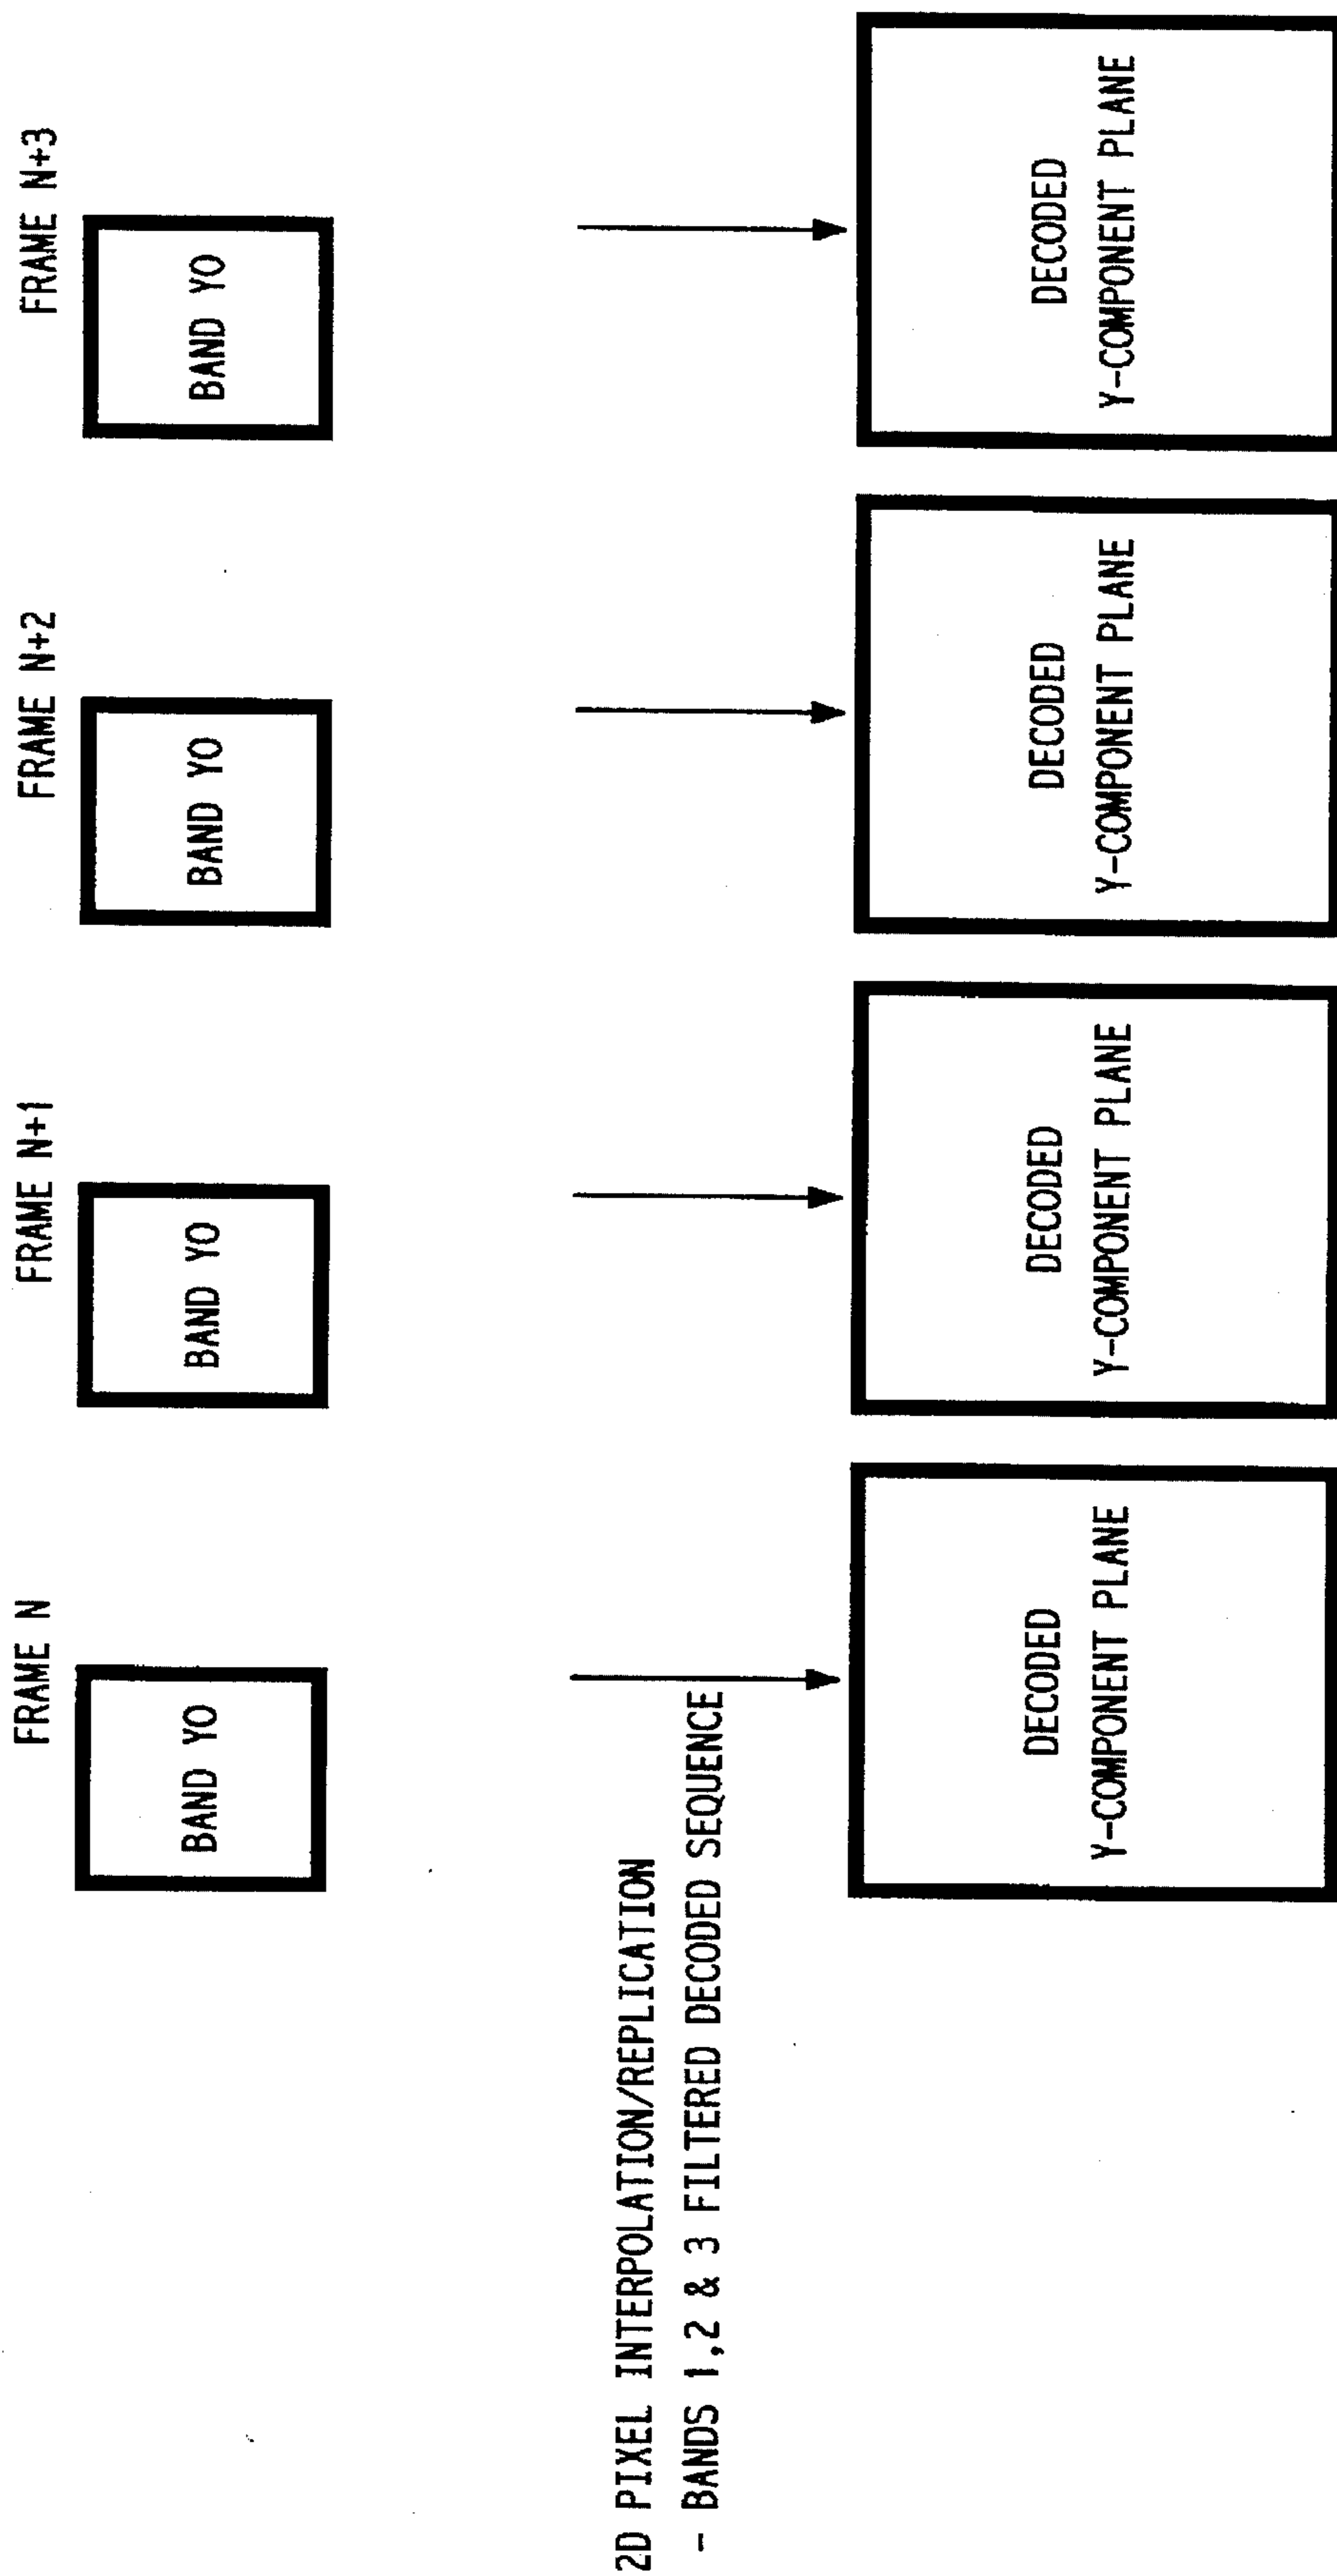 FRAME N
FRAME N+1
FRAME N+2
FRAME N+3
BAND YO
BAND YO
BAND YO
BAND YO
2D PIXEL INTERPOLATION/REPLICATION
- BANDS 1,2 & 3 FILTERED DECODED SEQUENCE
DECODED
Y-COMPONENT PLANE
DECODED
Y-COMPONENT PLANE
DECODED
Y-COMPONENT PLANE
DECODED
Y-COMPONENT PLANE